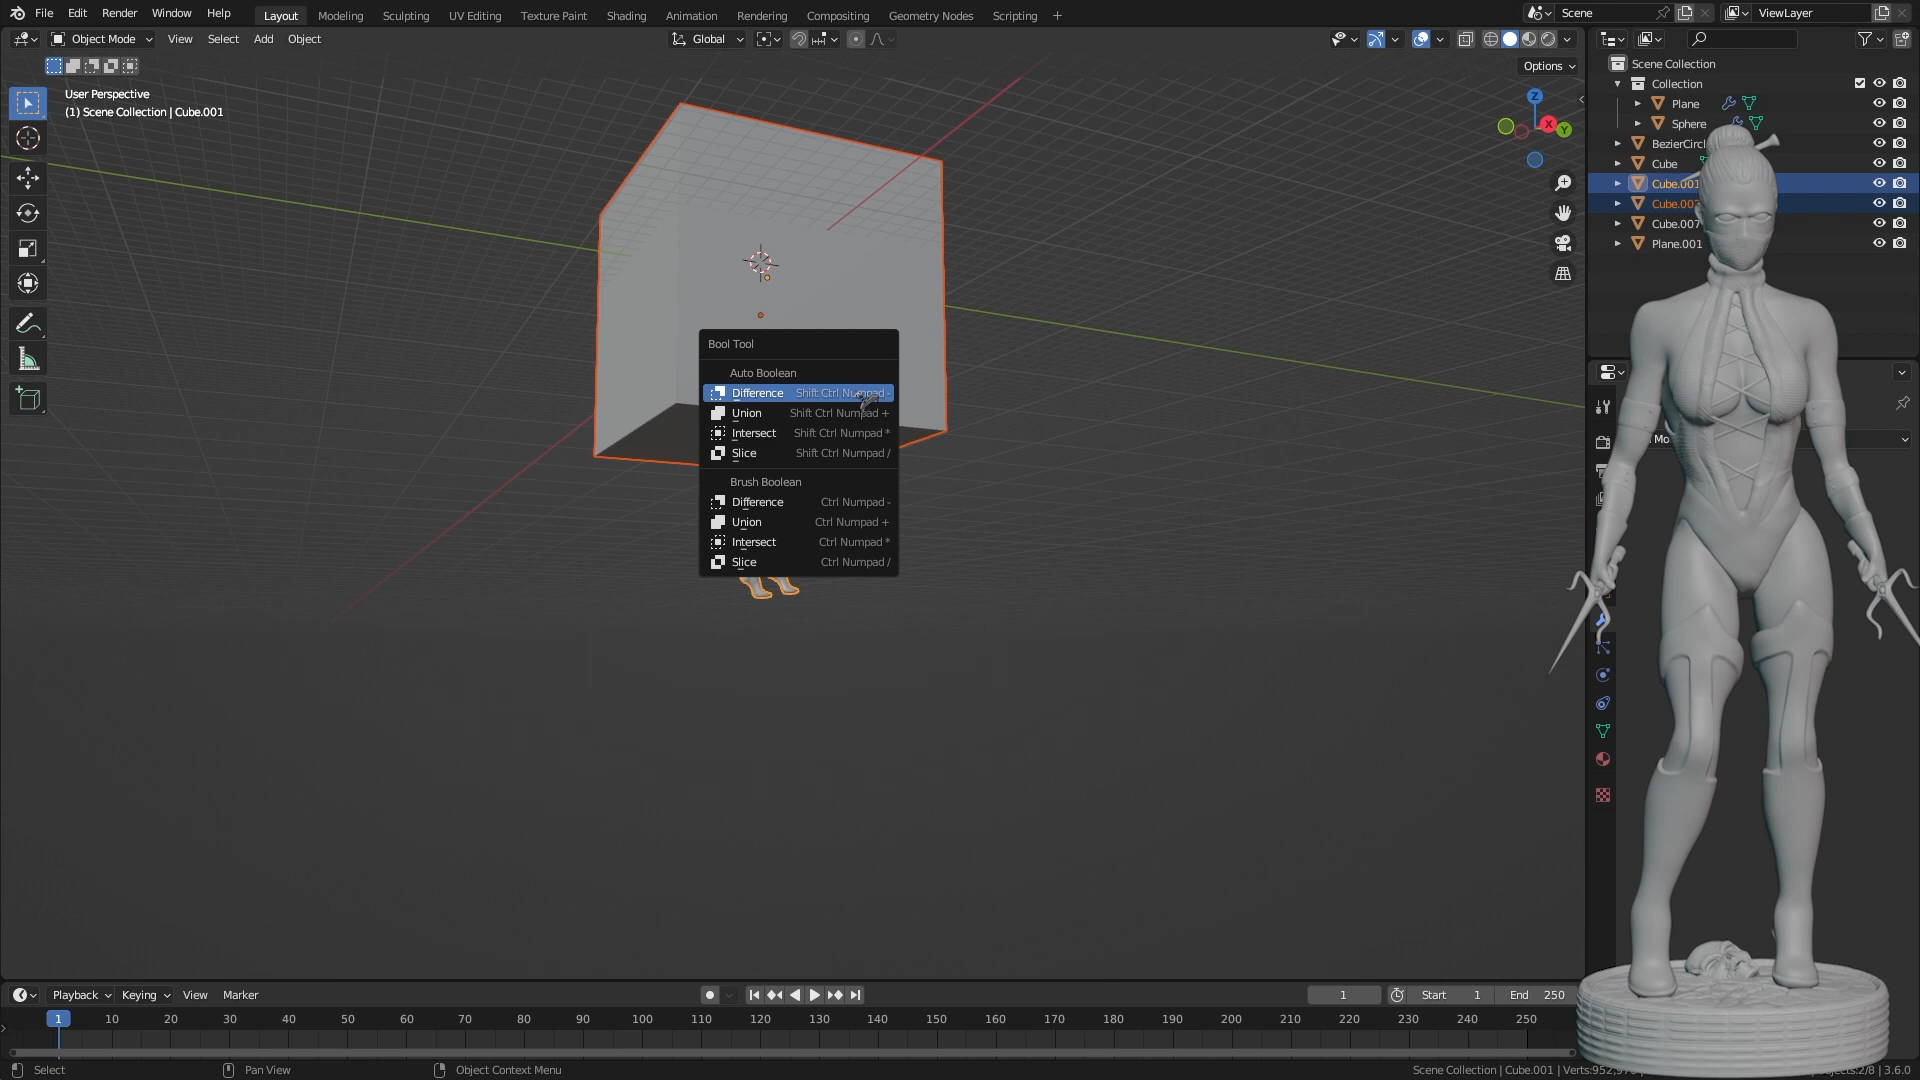 File Edit Render Window Help Layout Modeling Sculpting UV Editing Texture Paint Shading Animation Rendering Compositing Geometry Nodes Scripting + Scene ViewLayer
Object Mode View Select Add Object Global
Options
User Perspective
(1) Scene Collection | Cube.001
Z
X
Y
Scene Collection
Collection
Plane
Sphere
BezierCircl
Cube
Cube.001
Cube.00
Cube.007
Plane.001
Bool Tool
Auto Boolean
Difference Shift Ctrl Numpad -
Union Shift Ctrl Numpad +
Intersect Shift Ctrl Numpad *
Slice Shift Ctrl Numpad /
Brush Boolean
Difference Ctrl Numpad -
Union Ctrl Numpad +
Intersect Ctrl Numpad *
Slice Ctrl Numpad /
Mo
Playback Keying View Marker 1 Start 1 End 250
1 10 20 30 40 50 60 70 80 90 100 110 120 130 140 150 160 170 180 190 200 210 220 230 240 250
Select Pan View Object Context Menu Scene Collection | Cube.001 | Verts:952,9 Objects:2/8 | 3.6.0